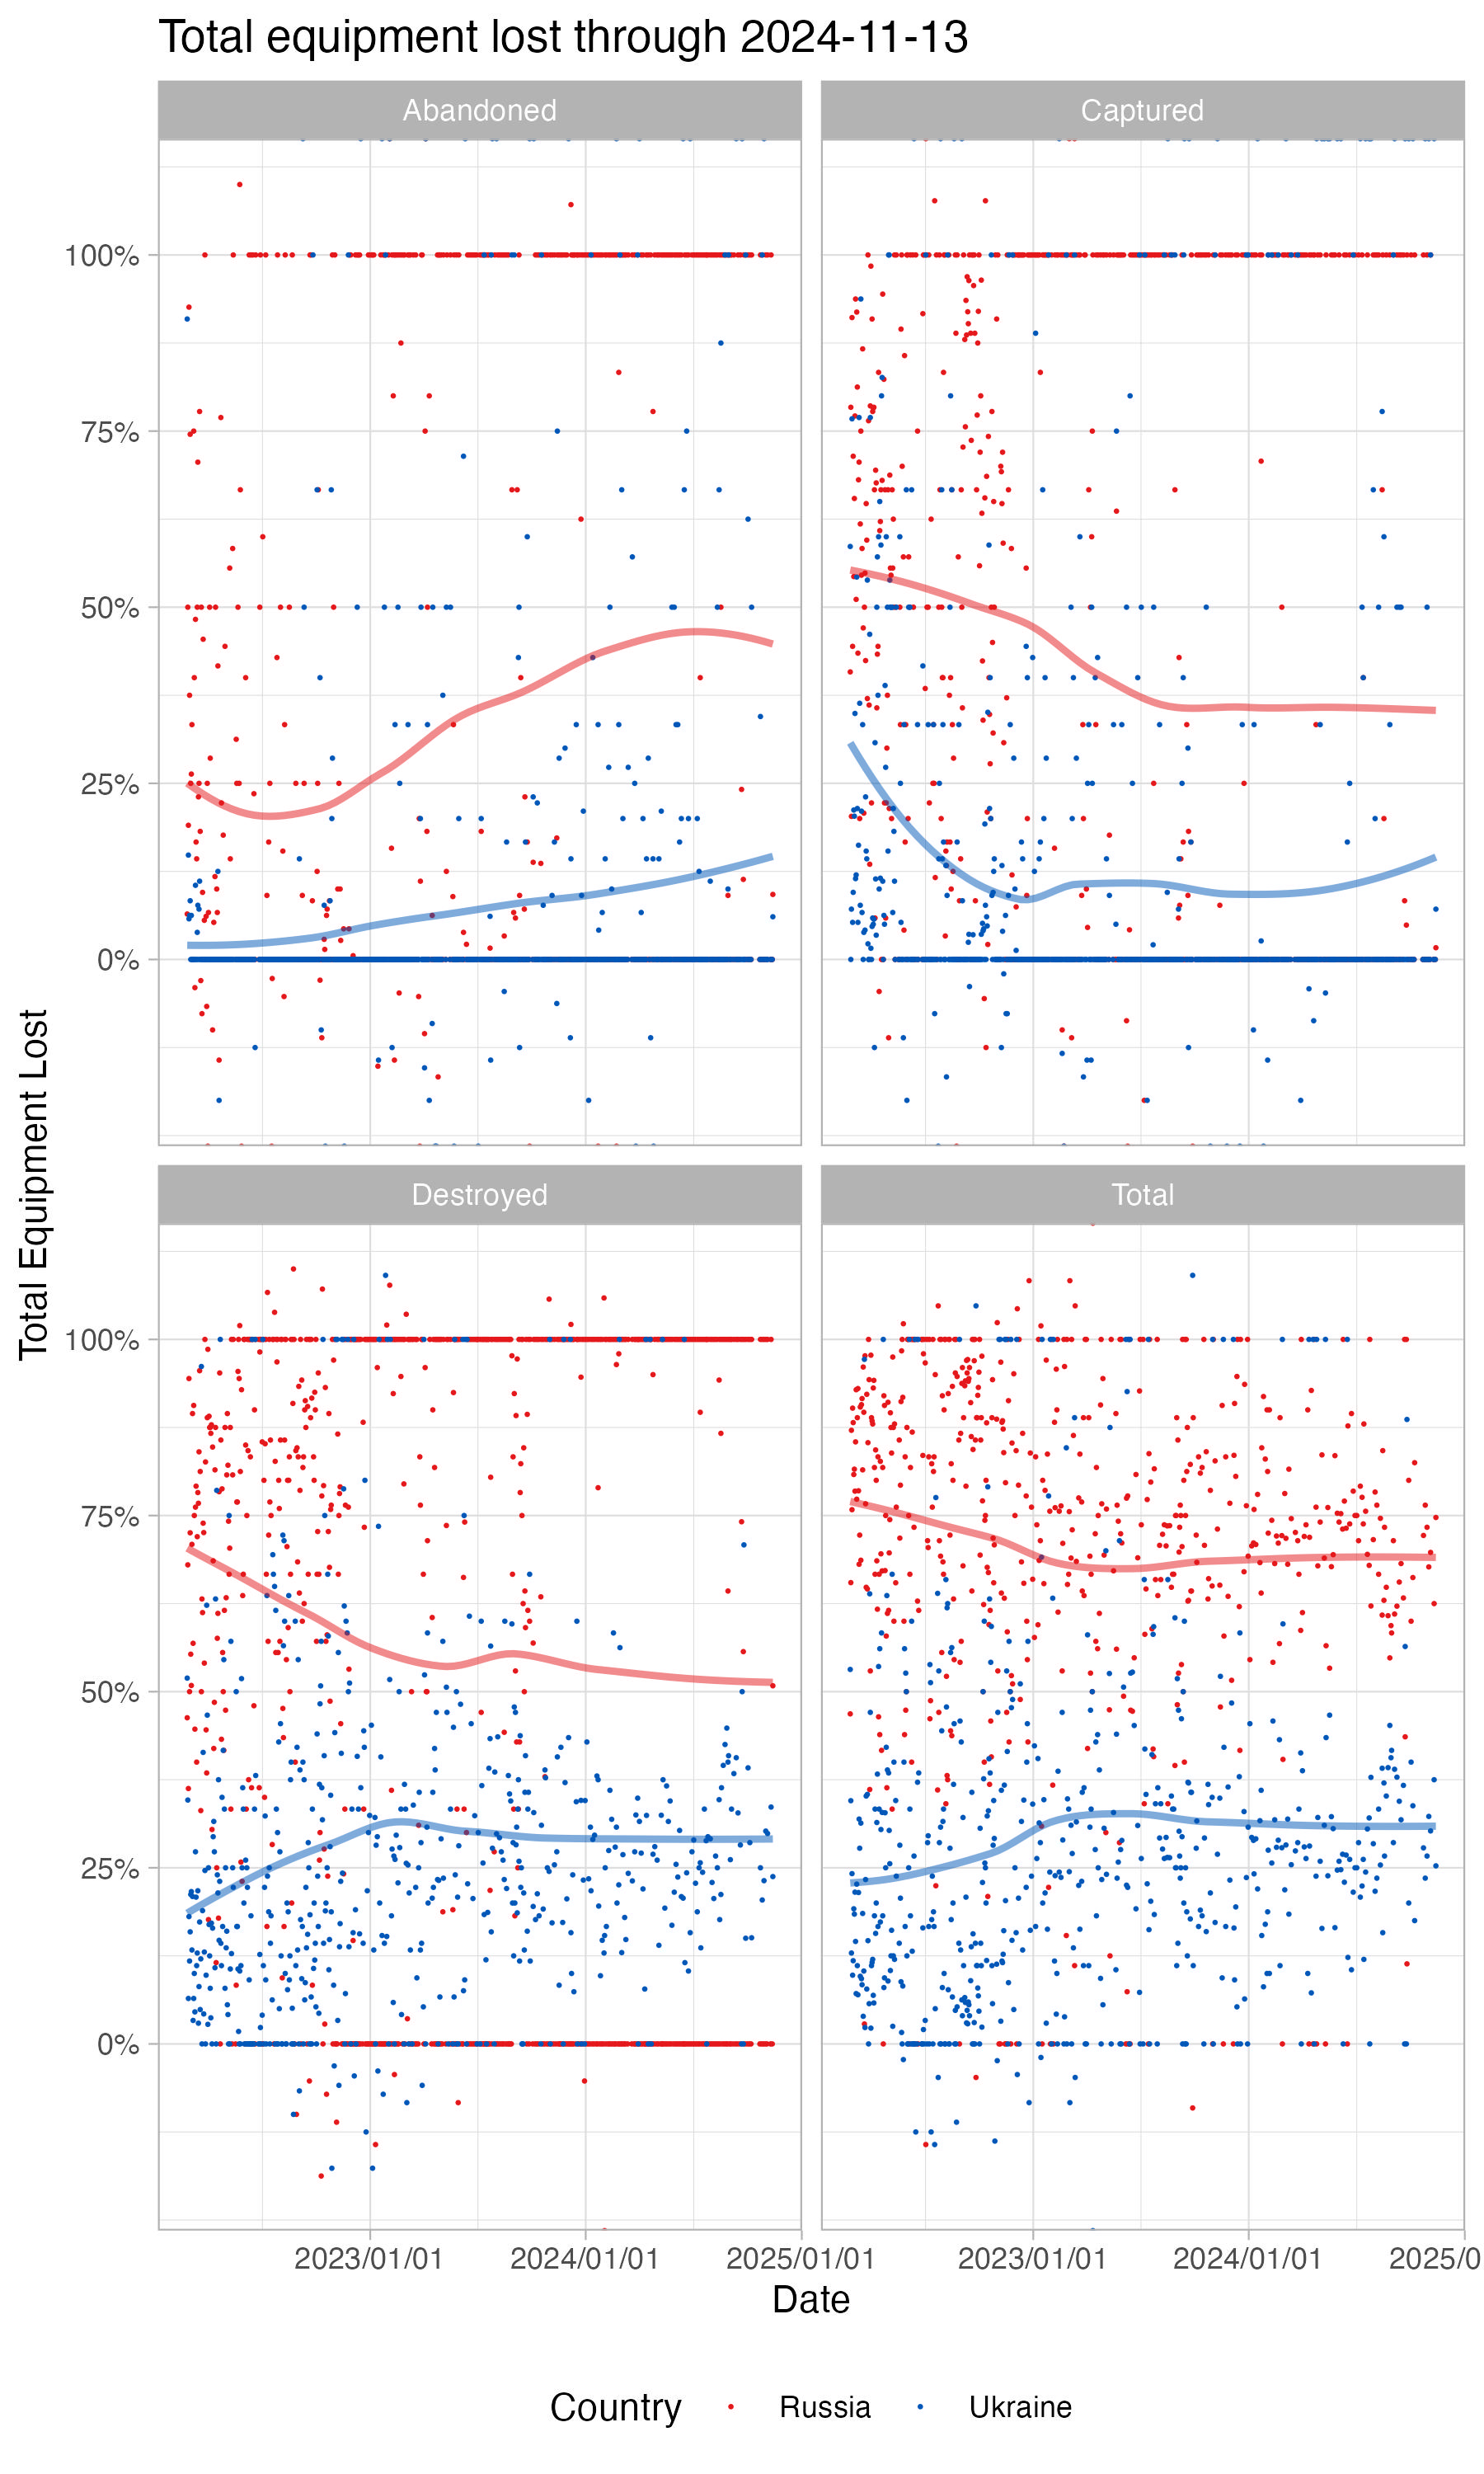 Total equipment lost through 2024-11-13
Abandoned
Captured
100%
75%
50%
25%
0%
Total Equipment Lost
Destroyed
Total
100%
75%
50%
25%
0%
2023/01/01
2024/01/01
2025/01/01
2023/01/01
2024/01/01
2025/0
Date
Country
Russia
Ukraine